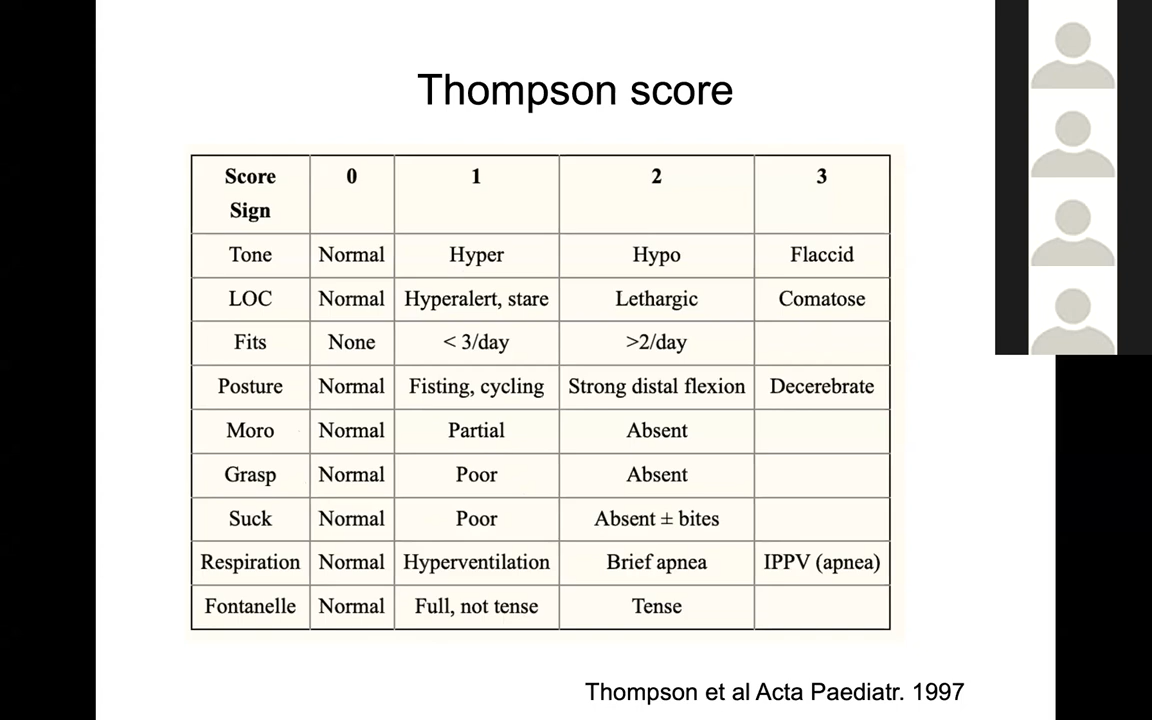 Thompson score
Score 0 1 2 3
Sign
Tone Normal Hyper Hypo Flaccid
LOC Normal Hyperalert, stare Lethargic Comatose
Fits None < 3/day >2/day
Posture Normal Fisting, cycling Strong distal flexion Decerebrate
Moro Normal Partial Absent
Grasp Normal Poor Absent
Suck Normal Poor Absent ± bites
Respiration Normal Hyperventilation Brief apnea IPPV (apnea)
Fontanelle Normal Full, not tense Tense
Thompson et al Acta Paediatr. 1997